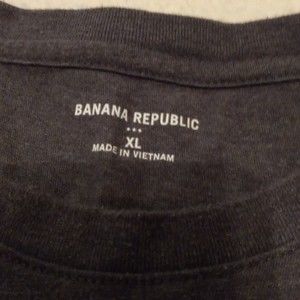 BANANA REPUBLIC
***
XL
MADE IN VIETNAM